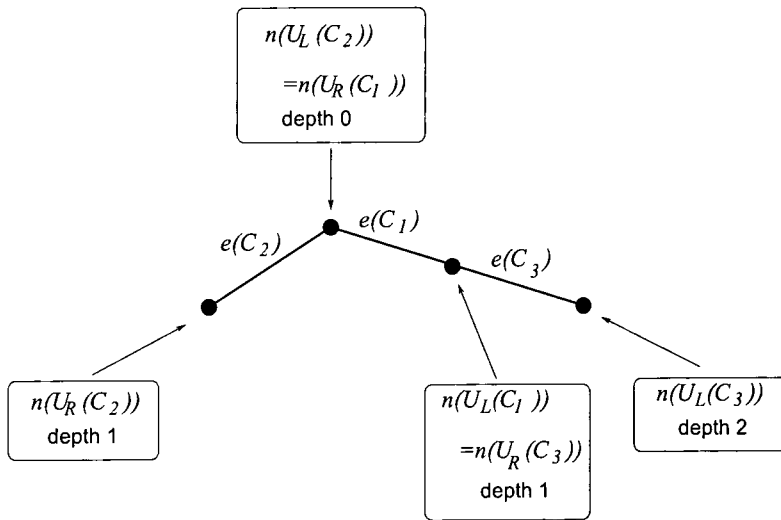 n(U_L(C_2))
=n(U_R(C_1))
depth 0
e(C_2)
e(C_1)
e(C_3)
n(U_R(C_2))
depth 1
n(U_L(C_1))
=n(U_R(C_3))
depth 1
n(U_L(C_3))
depth 2